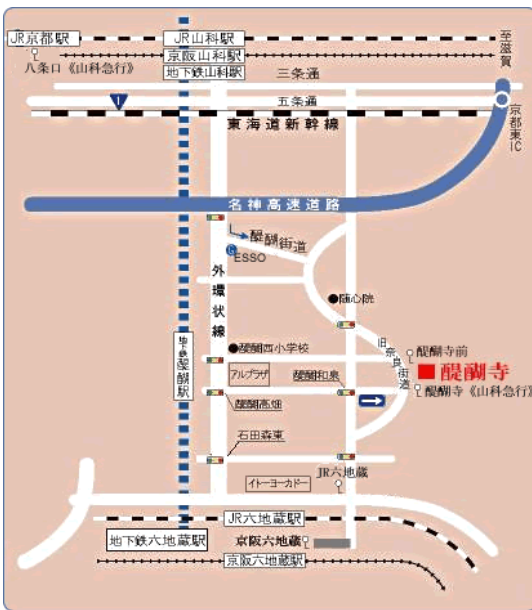 JR京都駅
JR山科駅
八条口《山科急行》
京阪山科駅
地下鉄山科駅
至滋賀
三条通
五条通
1
京都東IC
東海道新幹線
名神高速道路
醍醐街道
ESSO
外環状線
●随心院
●醍醐西小学校
旧奈良街道
醍醐寺前
醍醐寺
醍醐寺《山科急行》
地下鉄醍醐駅
アルプラザ
醍醐和泉
醍醐高畑
石田森東
JR六地蔵
イトーヨーカドー
JR六地蔵駅
地下鉄六地蔵駅
京阪六地蔵
京阪六地蔵駅